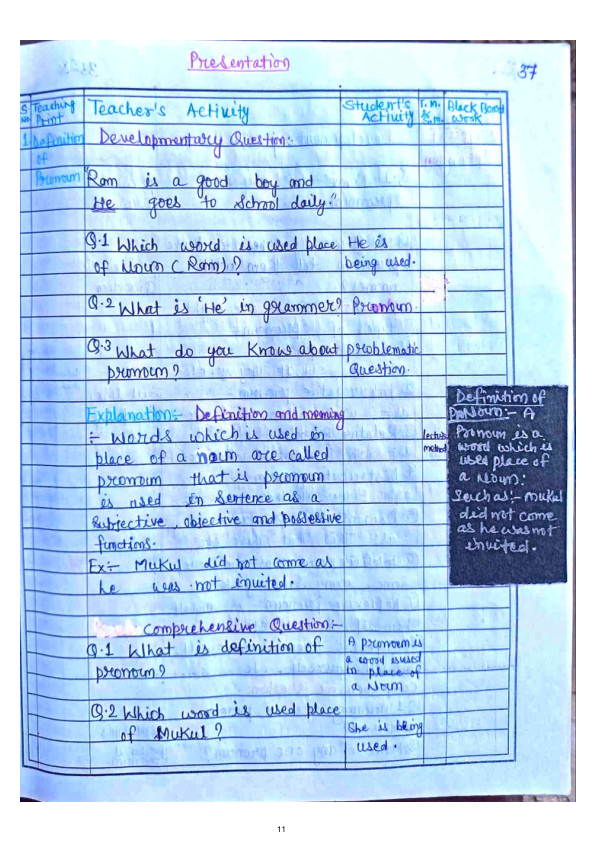 Presentation
37
S. No Teaching Point Teacher's Activity Student's Activity T.m. & S.m. Black Board Work
1. Definition of Pronoun
Developmentary Question:-
"Ram is a good boy and
He goes to School daily."
Q.1 Which word is used place
of Noun (Ram)?
He is
being used.
Q.2 What is 'He' in grammer?
Pronoun.
Q.3 What do you Know about
pronoun?
problematic
Question.
Explanation:- Definition and meaning
:- Words which is used in
place of a noun are called
pronoun that is pronoun
is used in Sentence as a
Subjective, objective and possessive
functions.
Ex:- Mukul did not come as
he was not invited.
Lecture
method
Definition of
Pronoun:- A
Pronoun is a
word which is
used place of
a Noun.
Such as:- Mukul
did not come
as he was not
invited.
Comprehensive Question:-
Q.1 What is definition of
pronoun?
A pronoun is
a word is used
in place of
a Noun
Q.2 Which word is used place
of Mukul?
She is being
used.
11